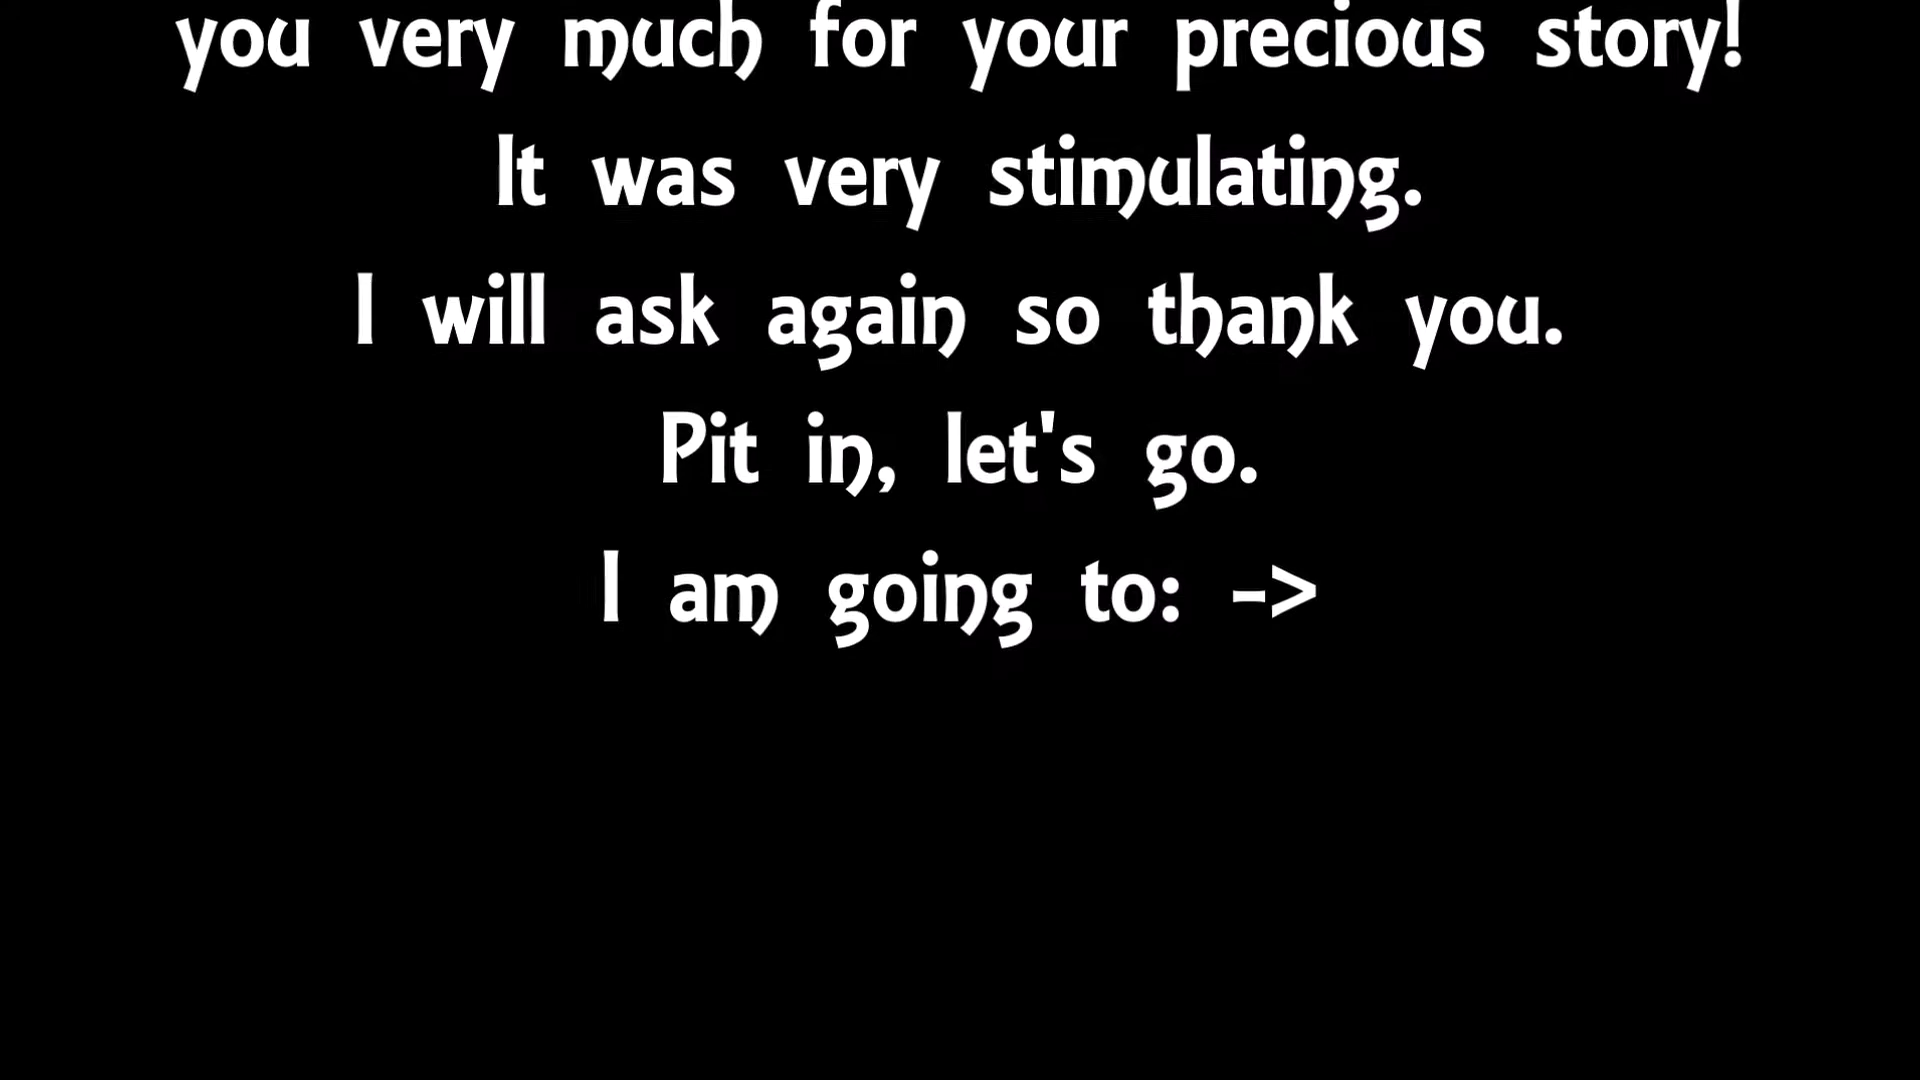 you very much for your precious story!
It was very stimulating.
I will ask again so thank you.
Pit in, let's go.
I am going to: ->